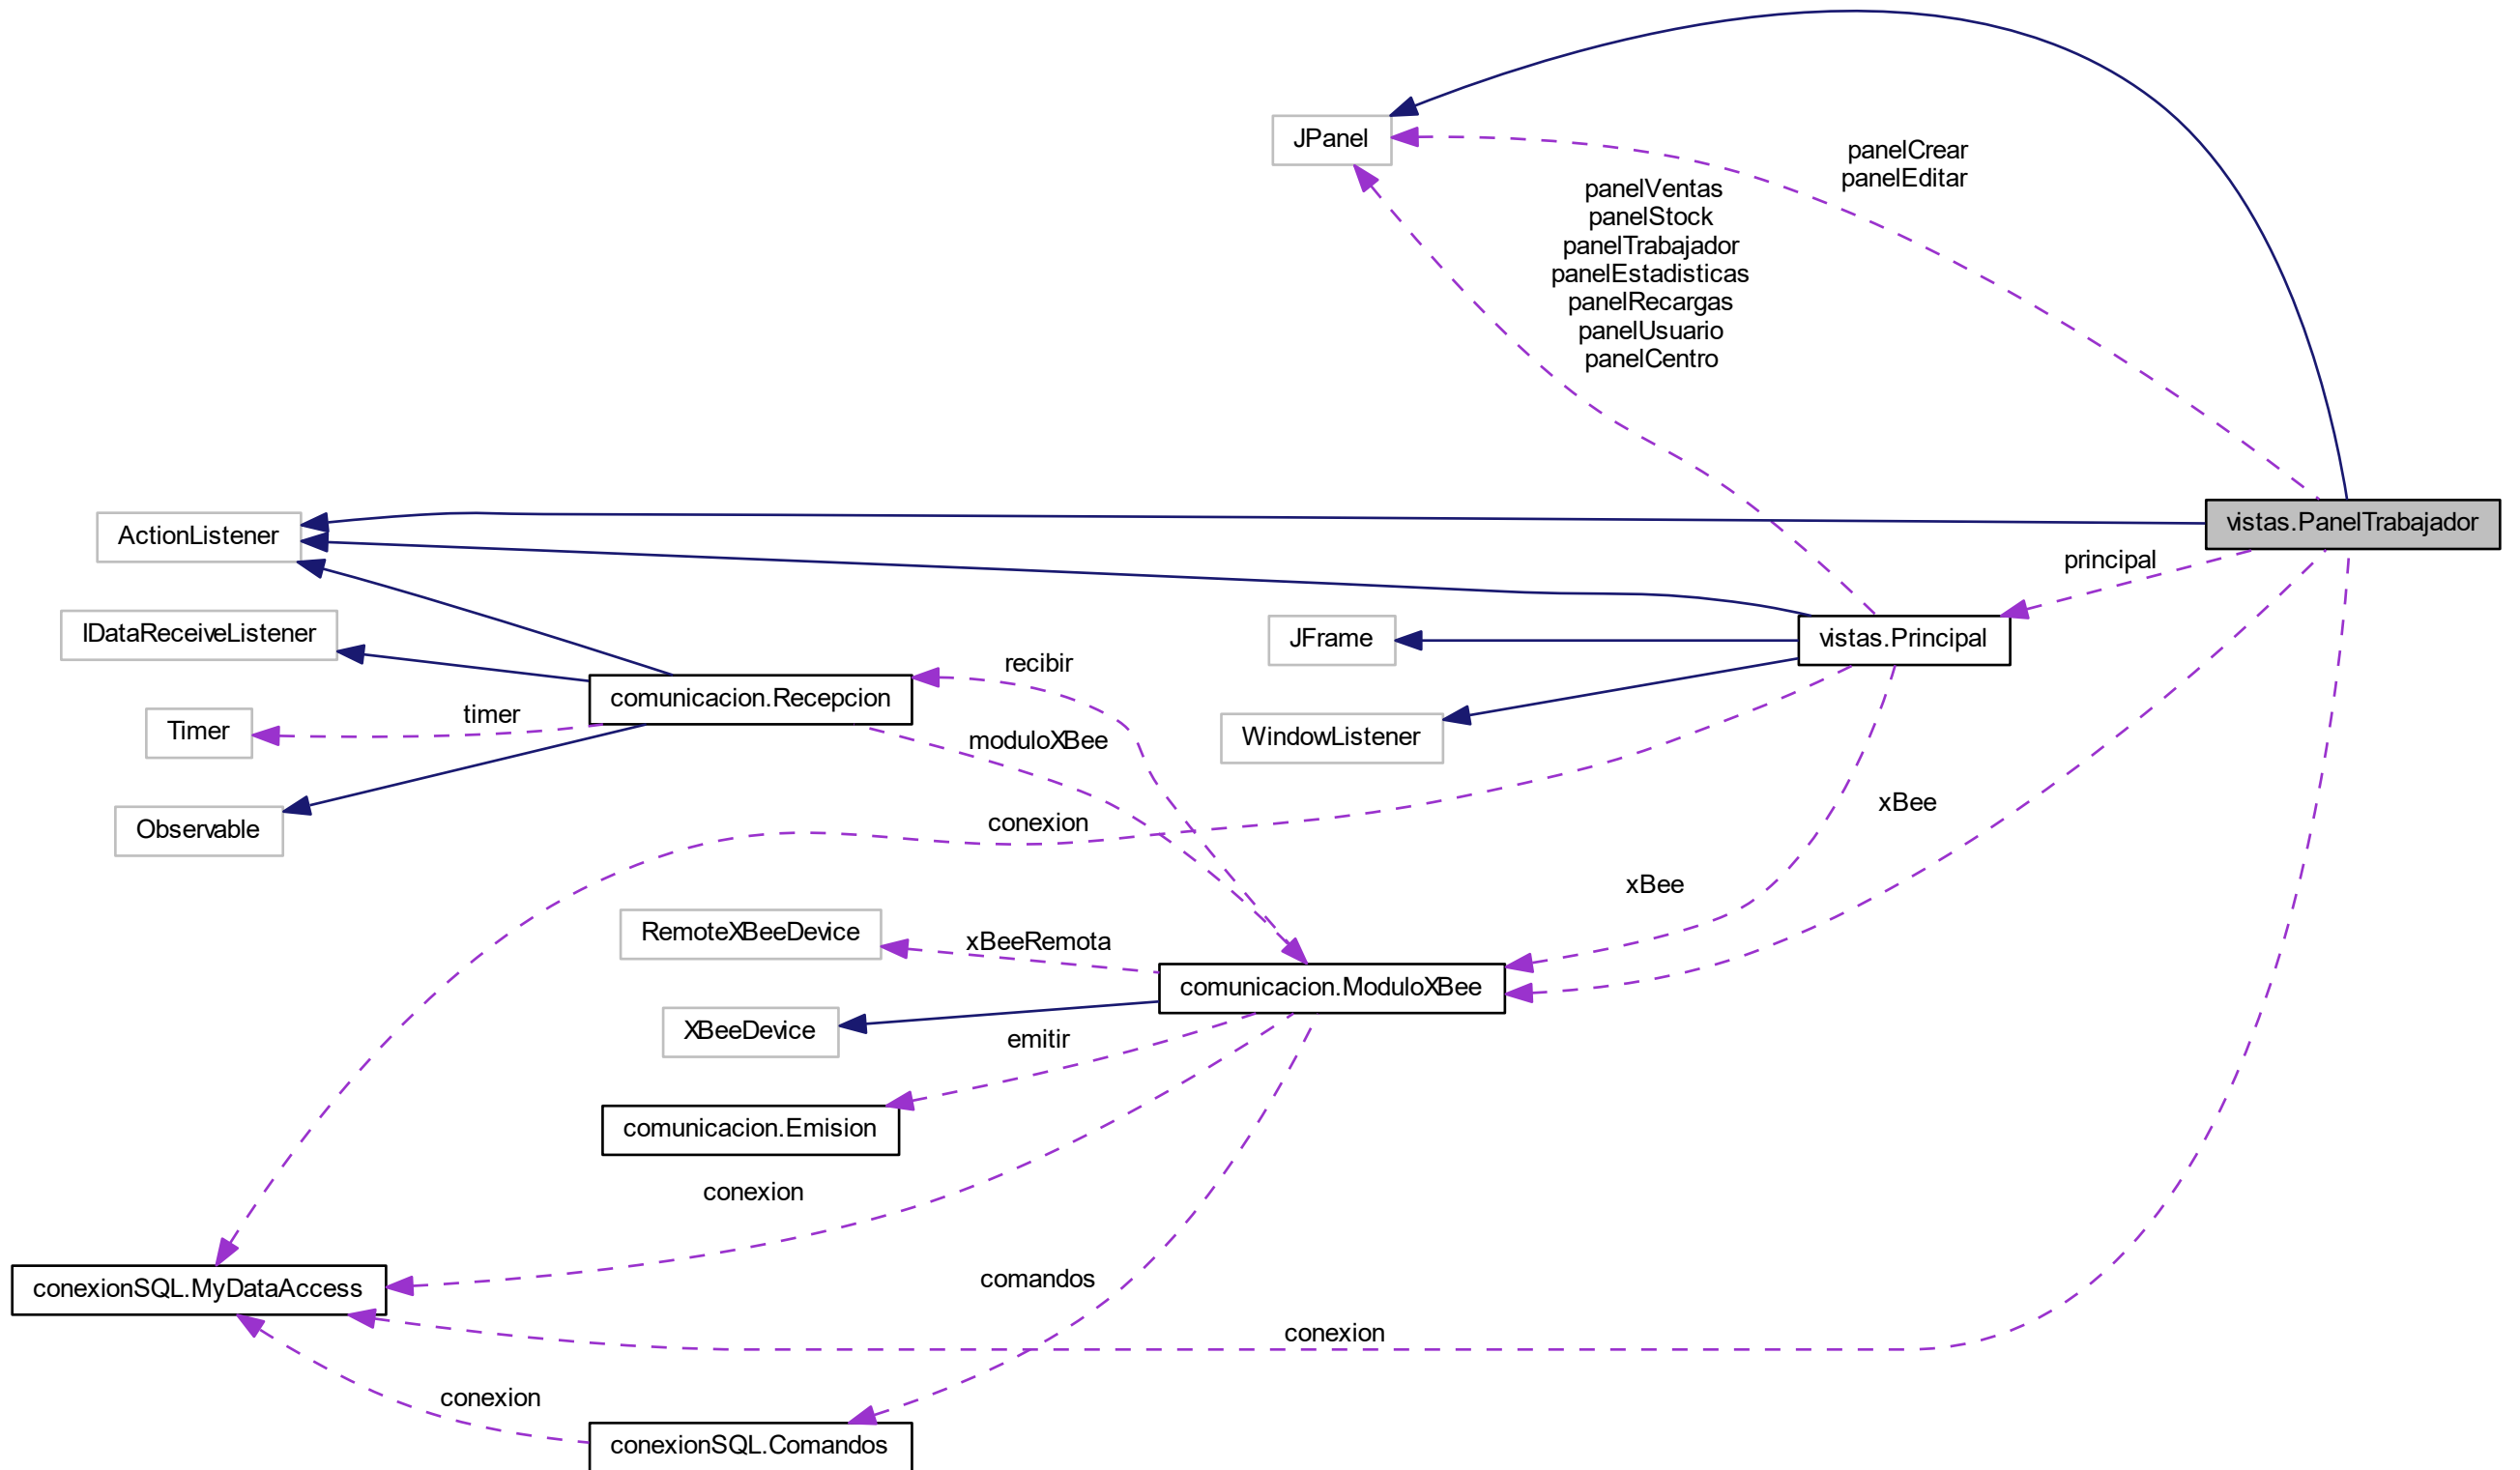 JPanel
panelCrear
panelEditar
panelVentas
panelStock
panelTrabajador
panelEstadisticas
panelRecargas
panelUsuario
panelCentro
ActionListener
vistas.PanelTrabajador
principal
IDataReceiveListener
JFrame
vistas.Principal
recibir
comunicacion.Recepcion
timer
Timer
moduloXBee
WindowListener
Observable
conexion
xBee
xBee
RemoteXBeeDevice
xBeeRemota
comunicacion.ModuloXBee
XBeeDevice
emitir
comunicacion.Emision
conexion
conexionSQL.MyDataAccess
comandos
conexion
conexion
conexionSQL.Comandos